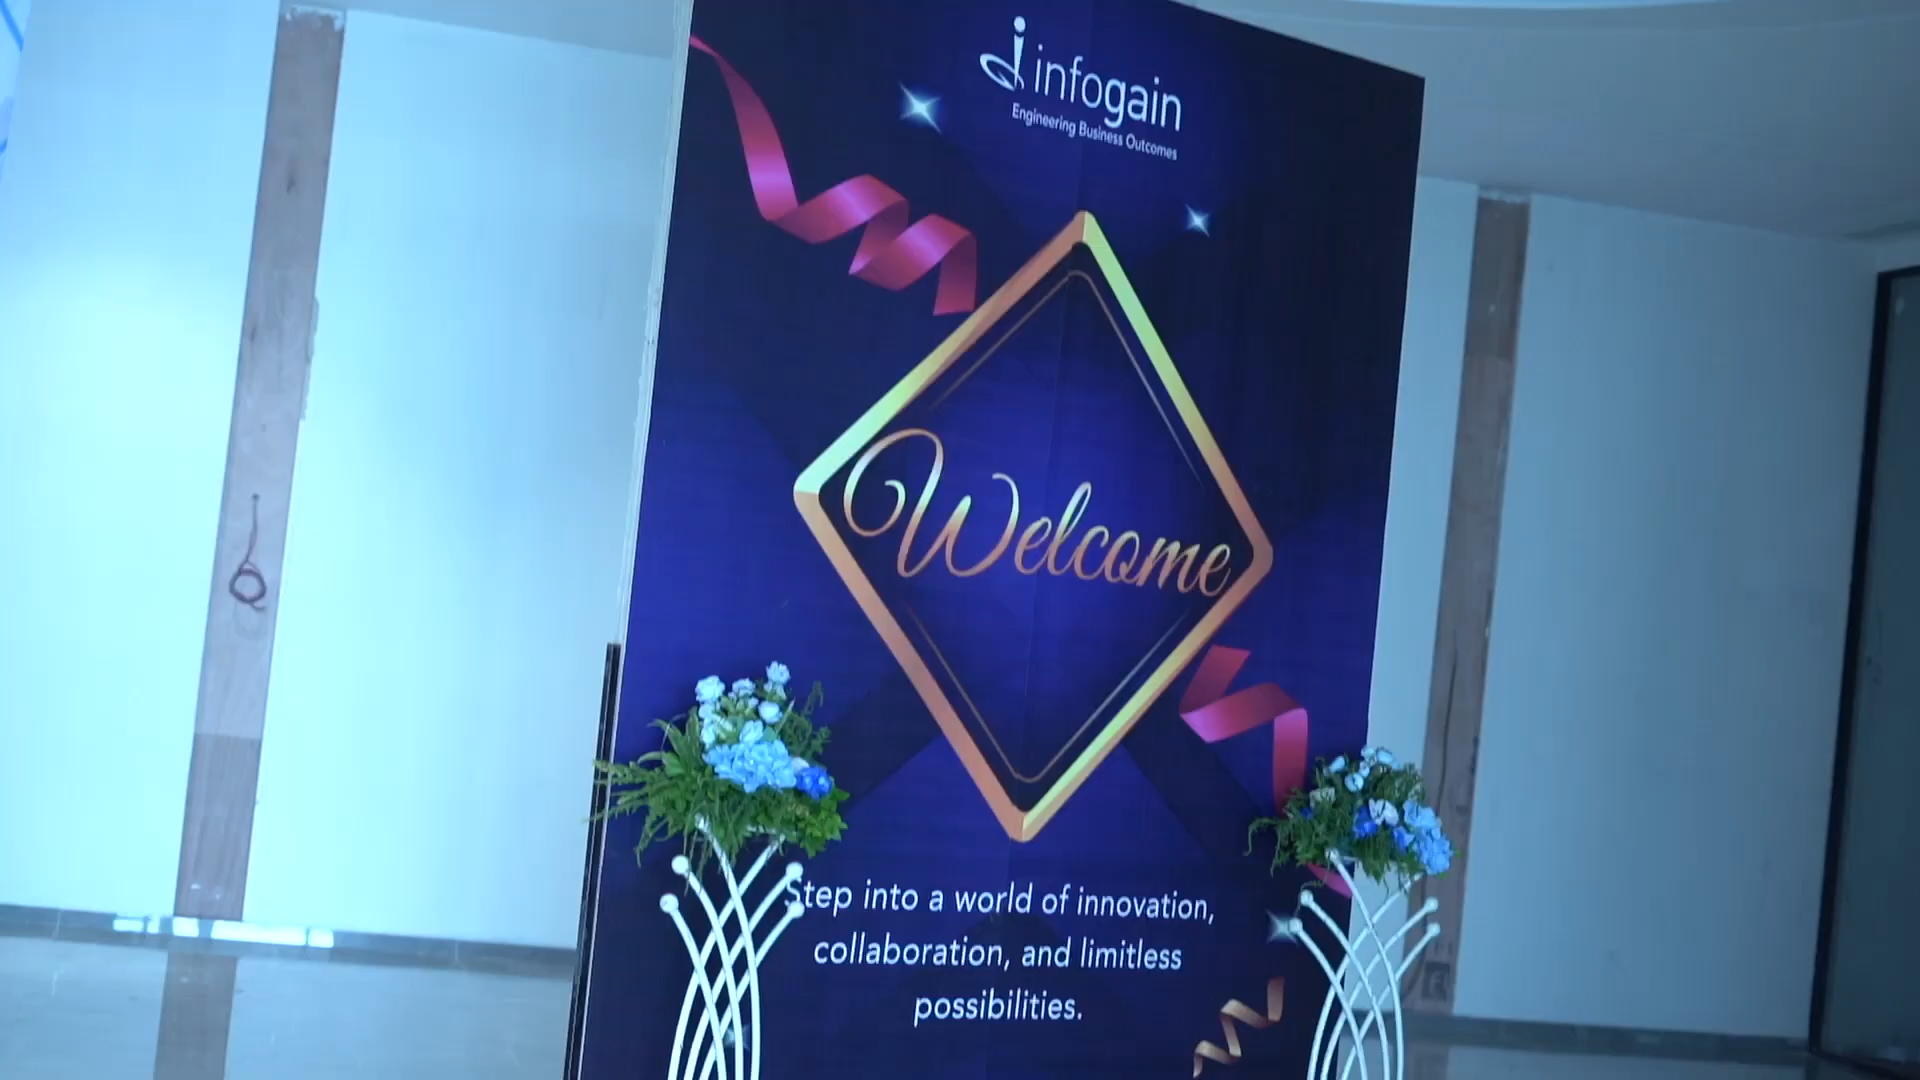 infogain
Engineering Business Outcomes
Welcome
Step into a world of innovation,
collaboration, and limitless
possibilities.